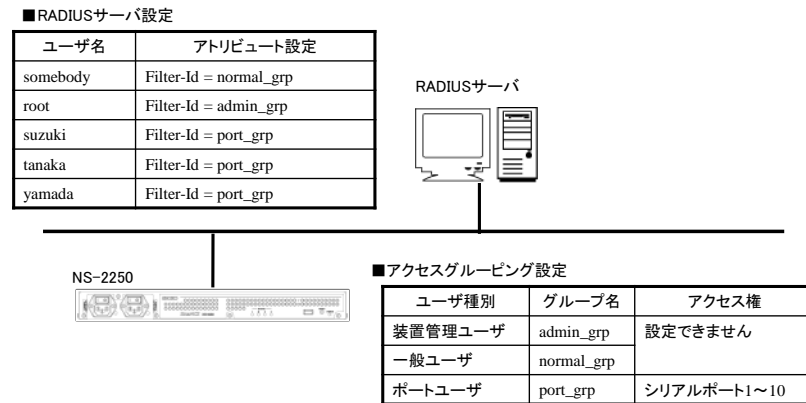 ■RADIUSサーバ設定
ユーザ名 アトリビュート設定
somebody Filter-Id = normal_grp
root Filter-Id = admin_grp
suzuki Filter-Id = port_grp
tanaka Filter-Id = port_grp
yamada Filter-Id = port_grp
RADIUSサーバ
NS-2250
■アクセスグルーピング設定
ユーザ種別 グループ名 アクセス権
装置管理ユーザ admin_grp 設定できません
一般ユーザ normal_grp
ポートユーザ port_grp シリアルポート1～10